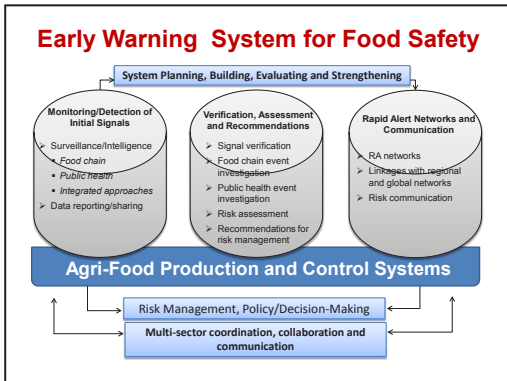 Early Warning System for Food Safety
System Planning, Building, Evaluating and Strengthening
Monitoring/Detection of
Initial Signals
➢ Surveillance/Intelligence
▪ Food chain
▪ Public health
▪ Integrated approaches
➢ Data reporting/sharing
Verification, Assessment
and Recommendations
➢ Signal verification
➢ Food chain event
investigation
➢ Public health event
investigation
➢ Risk assessment
➢ Recommendations for
risk management
Rapid Alert Networks and
Communication
➢ RA networks
➢ Linkages with regional
and global networks
➢ Risk communication
Agri-Food Production and Control Systems
Risk Management, Policy/Decision-Making
Multi-sector coordination, collaboration and
communication